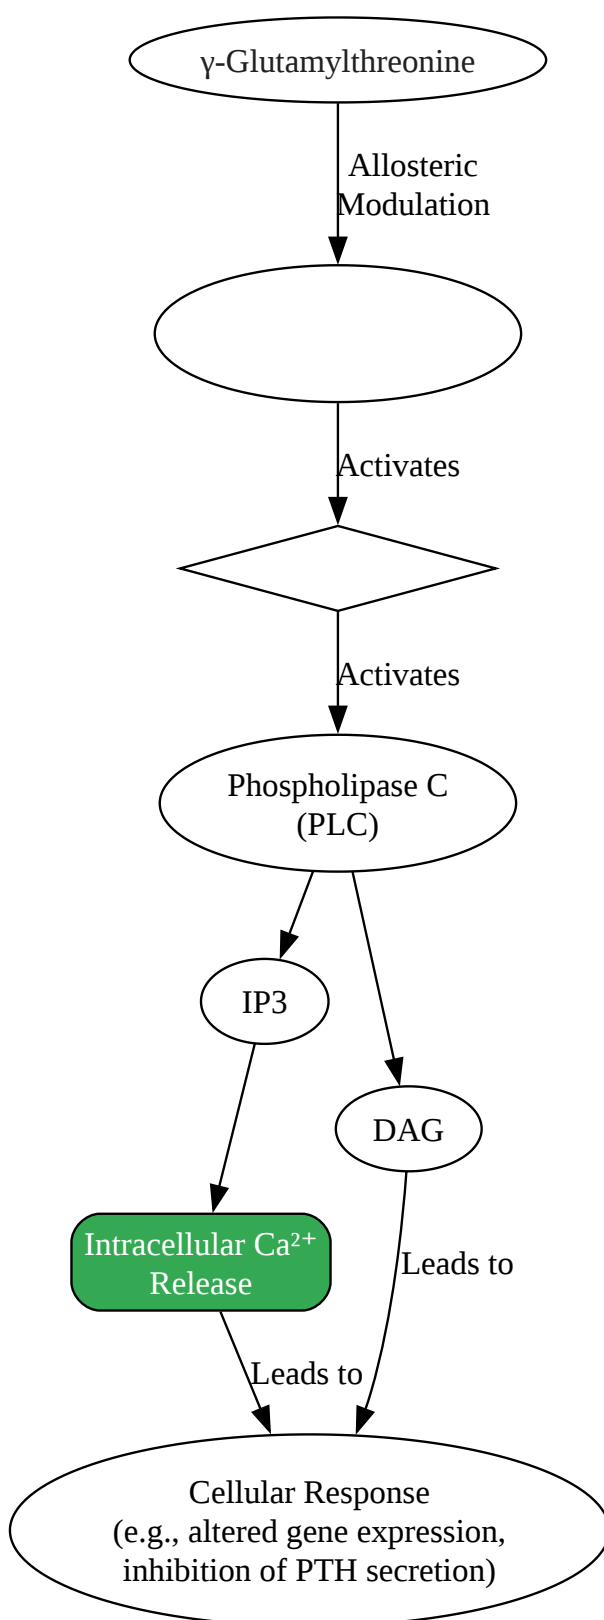 γ-Glutamylthreonine
Allosteric
Modulation
Activates
Activates
Phospholipase C
(PLC)
IP3
DAG
Intracellular Ca²⁺
Release
Leads to
Leads to
Cellular Response
(e.g., altered gene expression,
inhibition of PTH secretion)